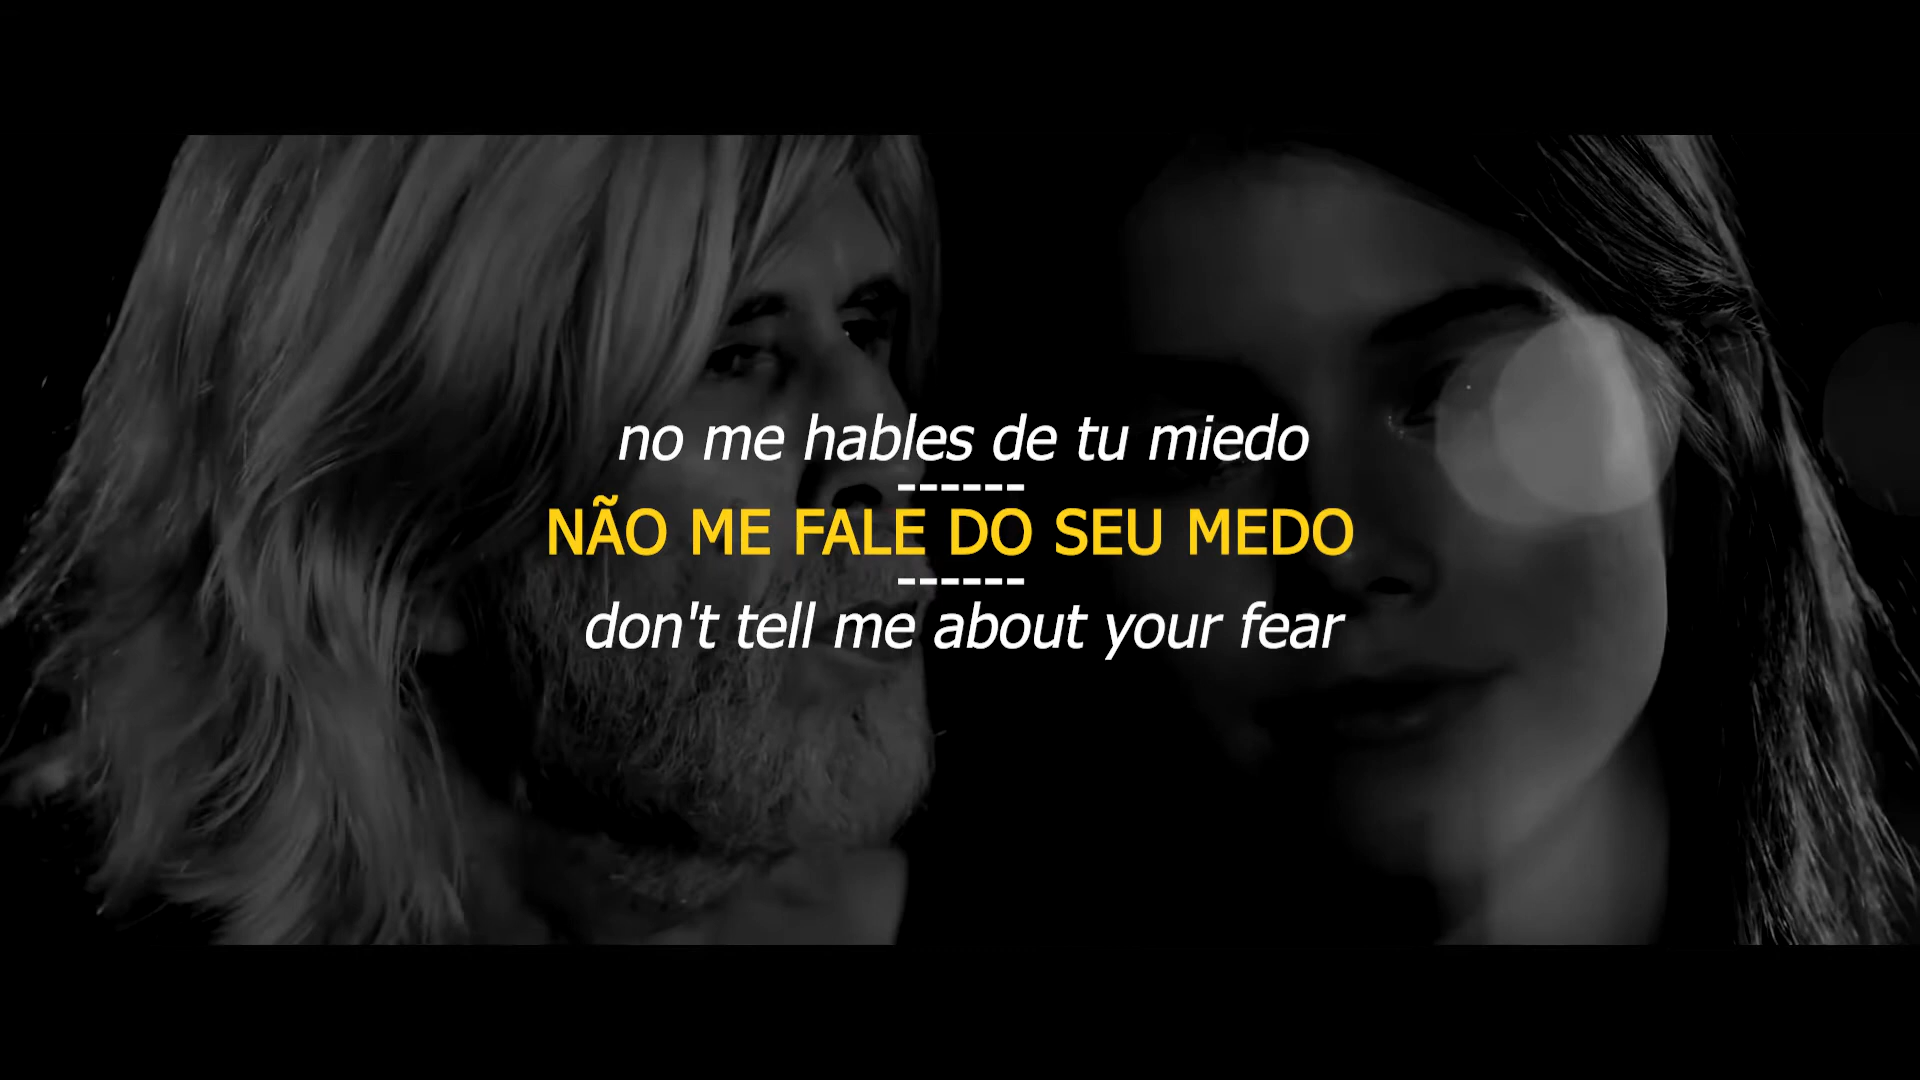 no me hables de tu miedo
------
NÃO ME FALE DO SEU MEDO
------
don't tell me about your fear